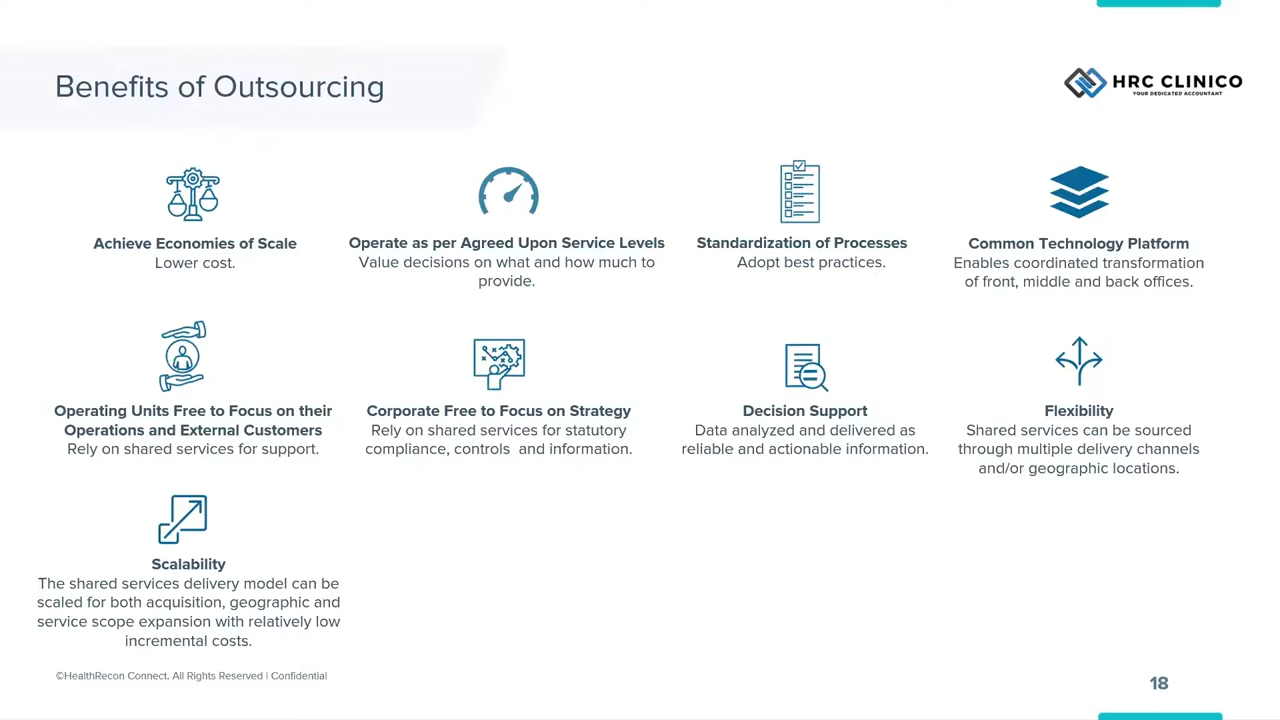 Benefits of Outsourcing
HRC CLINICO
YOUR DEDICATED ACCOUNTANT
Achieve Economies of Scale
Lower cost.
Operate as per Agreed Upon Service Levels
Value decisions on what and how much to
provide.
Standardization of Processes
Adopt best practices.
Common Technology Platform
Enables coordinated transformation
of front, middle and back offices.
Operating Units Free to Focus on their
Operations and External Customers
Rely on shared services for support.
Corporate Free to Focus on Strategy
Rely on shared services for statutory
compliance, controls  and information.
Decision Support
Data analyzed and delivered as
reliable and actionable information.
Flexibility
Shared services can be sourced
through multiple delivery channels
and/or geographic locations.
Scalability
The shared services delivery model can be
scaled for both acquisition, geographic and
service scope expansion with relatively low
incremental costs.
©HealthRecon Connect. All Rights Reserved | Confidential
18